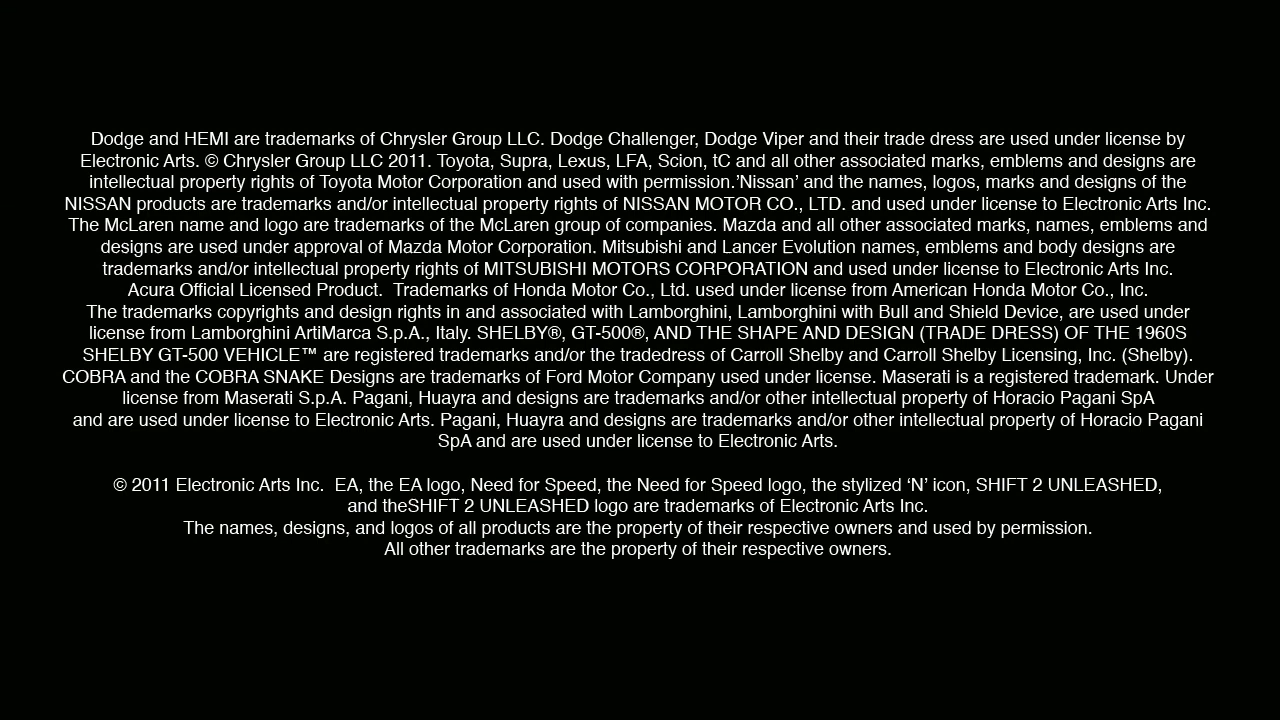 Dodge and HEMI are trademarks of Chrysler Group LLC. Dodge Challenger, Dodge Viper and their trade dress are used under license by
Electronic Arts. © Chrysler Group LLC 2011. Toyota, Supra, Lexus, LFA, Scion, tC and all other associated marks, emblems and designs are
intellectual property rights of Toyota Motor Corporation and used with permission.’Nissan’ and the names, logos, marks and designs of the
NISSAN products are trademarks and/or intellectual property rights of NISSAN MOTOR CO., LTD. and used under license to Electronic Arts Inc.
The McLaren name and logo are trademarks of the McLaren group of companies. Mazda and all other associated marks, names, emblems and
designs are used under approval of Mazda Motor Corporation. Mitsubishi and Lancer Evolution names, emblems and body designs are
trademarks and/or intellectual property rights of MITSUBISHI MOTORS CORPORATION and used under license to Electronic Arts Inc.
Acura Official Licensed Product.  Trademarks of Honda Motor Co., Ltd. used under license from American Honda Motor Co., Inc.
The trademarks copyrights and design rights in and associated with Lamborghini, Lamborghini with Bull and Shield Device, are used under
license from Lamborghini ArtiMarca S.p.A., Italy. SHELBY®, GT-500®, AND THE SHAPE AND DESIGN (TRADE DRESS) OF THE 1960S
SHELBY GT-500 VEHICLE™ are registered trademarks and/or the tradedress of Carroll Shelby and Carroll Shelby Licensing, Inc. (Shelby).
COBRA and the COBRA SNAKE Designs are trademarks of Ford Motor Company used under license. Maserati is a registered trademark. Under
license from Maserati S.p.A. Pagani, Huayra and designs are trademarks and/or other intellectual property of Horacio Pagani SpA
and are used under license to Electronic Arts. Pagani, Huayra and designs are trademarks and/or other intellectual property of Horacio Pagani
SpA and are used under license to Electronic Arts.
© 2011 Electronic Arts Inc.  EA, the EA logo, Need for Speed, the Need for Speed logo, the stylized ‘N’ icon, SHIFT 2 UNLEASHED,
and theSHIFT 2 UNLEASHED logo are trademarks of Electronic Arts Inc.
The names, designs, and logos of all products are the property of their respective owners and used by permission.
All other trademarks are the property of their respective owners.